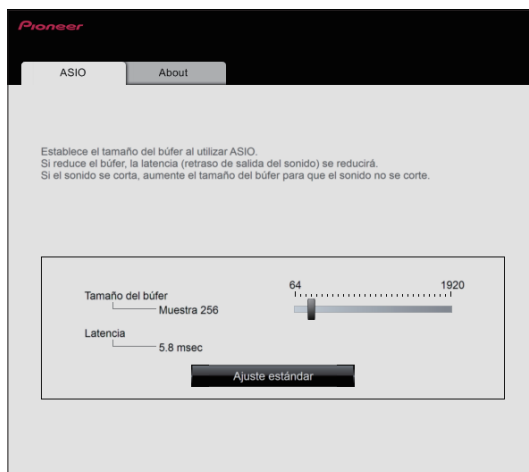 Pioneer
ASIO
About
Establece el tamaño del búfer al utilizar ASIO.
Si reduce el búfer, la latencia (retraso de salida del sonido) se reducirá.
Si el sonido se corta, aumente el tamaño del búfer para que el sonido no se corte.
64 1920
Tamaño del búfer
Muestra 256
Latencia
5.8 msec
Ajuste estándar